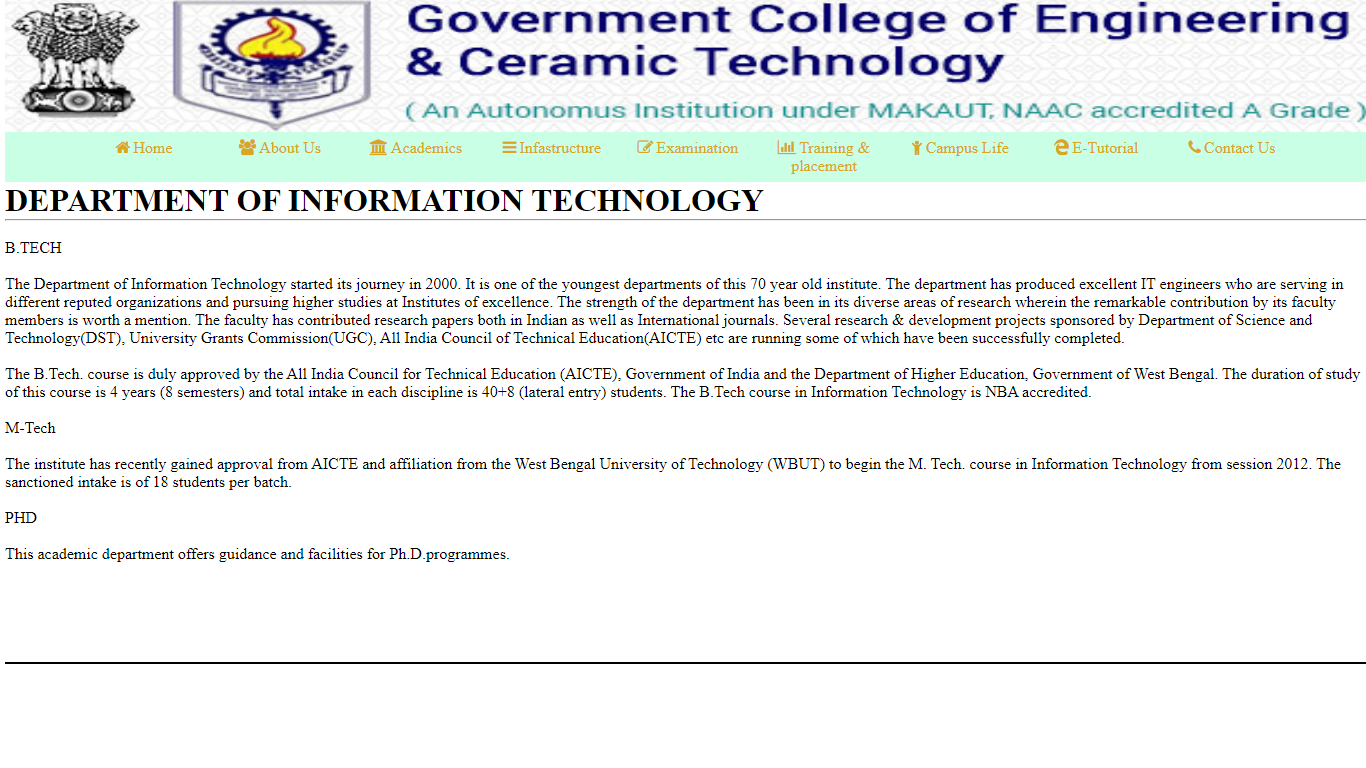 Government College of Engineering
& Ceramic Technology
( An Autonomus Institution under MAKAUT, NAAC accredited A Grade )
Home About Us Academics Infastructure Examination Training & placement Campus Life E-Tutorial Contact Us
DEPARTMENT OF INFORMATION TECHNOLOGY
B.TECH
The Department of Information Technology started its journey in 2000. It is one of the youngest departments of this 70 year old institute. The department has produced excellent IT engineers who are serving in
different reputed organizations and pursuing higher studies at Institutes of excellence. The strength of the department has been in its diverse areas of research wherein the remarkable contribution by its faculty
members is worth a mention. The faculty has contributed research papers both in Indian as well as International journals. Several research & development projects sponsored by Department of Science and
Technology(DST), University Grants Commission(UGC), All India Council of Technical Education(AICTE) etc are running some of which have been successfully completed.
The B.Tech. course is duly approved by the All India Council for Technical Education (AICTE), Government of India and the Department of Higher Education, Government of West Bengal. The duration of study
of this course is 4 years (8 semesters) and total intake in each discipline is 40+8 (lateral entry) students. The B.Tech course in Information Technology is NBA accredited.
M-Tech
The institute has recently gained approval from AICTE and affiliation from the West Bengal University of Technology (WBUT) to begin the M. Tech. course in Information Technology from session 2012. The
sanctioned intake is of 18 students per batch.
PHD
This academic department offers guidance and facilities for Ph.D.programmes.